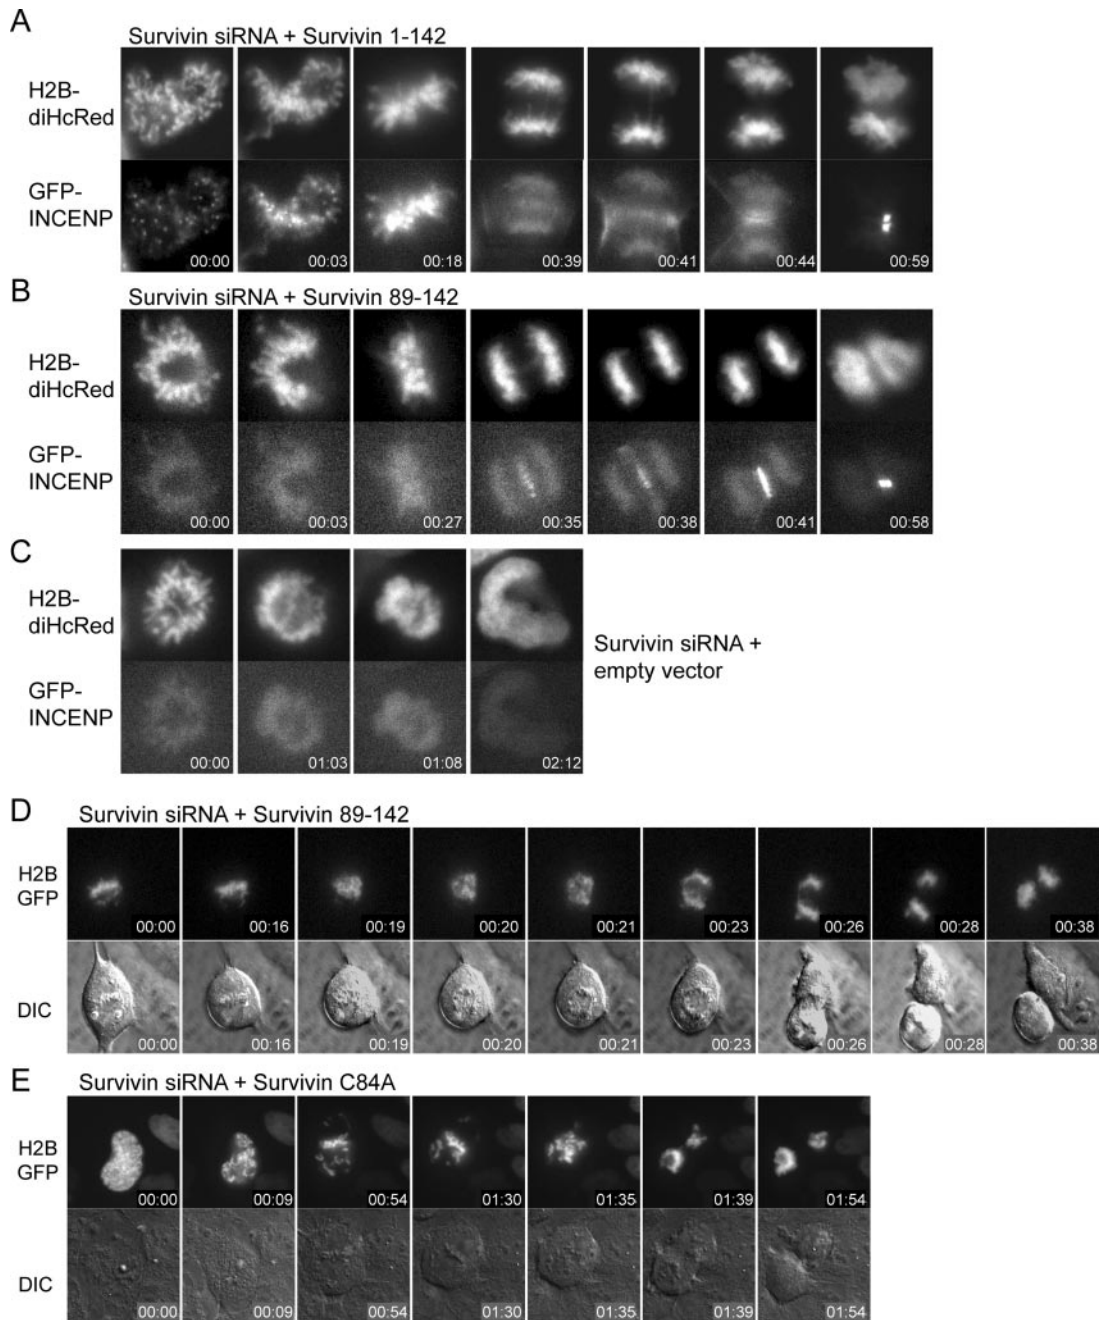 A
Survivin siRNA + Survivin 1-142
H2B-
diHcRed
GFP-
INCENP
00:00 00:03 00:18 00:39 00:41 00:44 00:59
B
Survivin siRNA + Survivin 89-142
H2B-
diHcRed
GFP-
INCENP
00:00 00:03 00:27 00:35 00:38 00:41 00:58
C
H2B-
diHcRed
Survivin siRNA +
empty vector
GFP-
INCENP
00:00 01:03 01:08 02:12
D
Survivin siRNA + Survivin 89-142
H2B
GFP
00:00 00:16 00:19 00:20 00:21 00:23 00:26 00:28 00:38
DIC
00:00 00:16 00:19 00:20 00:21 00:23 00:26 00:28 00:38
E
Survivin siRNA + Survivin C84A
H2B
GFP
00:00 00:09 00:54 01:30 01:35 01:39 01:54
DIC
00:00 00:09 00:54 01:30 01:35 01:39 01:54